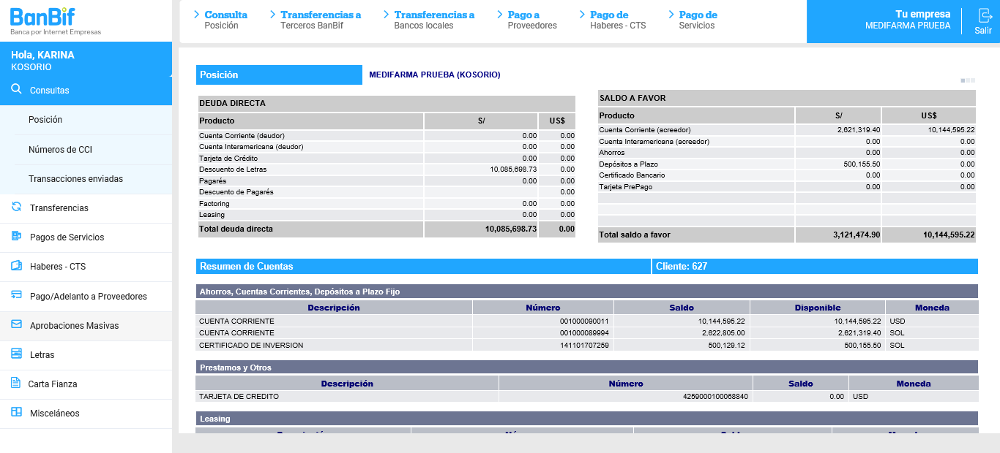 BanBif
Banca por Internet Empresas
Consulta
Posición
Transferencias a
Terceros BanBif
Transferencias a
Bancos locales
Pago a
Proveedores
Pago de
Haberes - CTS
Pago de
Servicios
Tu empresa
MEDIFARMA PRUEBA
Salir
Hola, KARINA
KOSORIO
Consultas
Posición
Números de CCI
Transacciones enviadas
Transferencias
Pagos de Servicios
Haberes - CTS
Pago/Adelanto a Proveedores
Aprobaciones Masivas
Letras
Carta Fianza
Misceláneos
Posición MEDIFARMA PRUEBA (KOSORIO)
DEUDA DIRECTA
Producto S/ US$
Cuenta Corriente (deudor) 0.00 0.00
Cuenta Interamericana (deudor) 0.00 0.00
Tarjeta de Crédito 0.00 0.00
Descuento de Letras 10,085,698.73 0.00
Pagarés 0.00 0.00
Descuento de Pagarés 0.00
Factoring 0.00 0.00
Leasing 0.00 0.00
Total deuda directa 10,085,698.73 0.00
SALDO A FAVOR
Producto S/ US$
Cuenta Corriente (acreedor) 2,621,319.40 10,144,595.22
Cuenta Interamericana (acreedor) 0.00 0.00
Ahorros 0.00 0.00
Depósitos a Plazo 500,155.50 0.00
Certificado Bancario 0.00 0.00
Tarjeta PrePago 0.00 0.00
Total saldo a favor 3,121,474.90 10,144,595.22
Resumen de Cuentas Cliente: 627
Ahorros, Cuentas Corrientes, Depósitos a Plazo Fijo
Descripción Número Saldo Disponible Moneda
CUENTA CORRIENTE 001000090011 10,144,595.22 10,144,595.22 USD
CUENTA CORRIENTE 001000089994 2,622,805.00 2,621,319.40 SOL
CERTIFICADO DE INVERSION 141101707259 500,129.12 500,155.50 SOL
Prestamos y Otros
Descripción Número Saldo Moneda
TARJETA DE CREDITO 4259000100068840 0.00 USD
Leasing